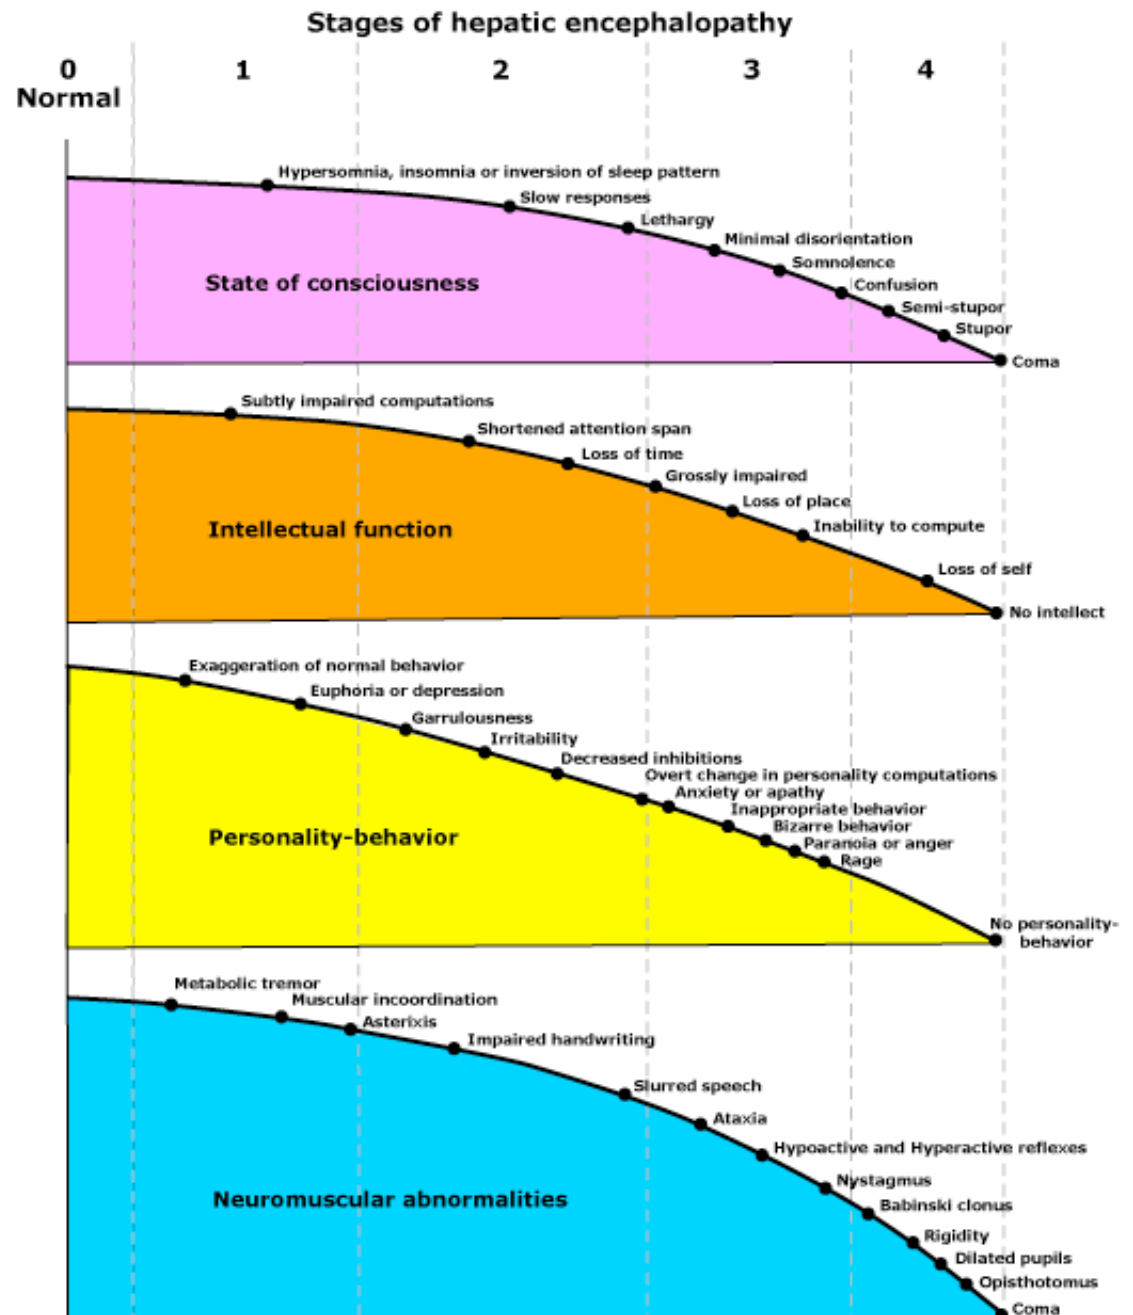 Stages of hepatic encephalopathy
0 1 2 3 4
Normal
Hypersomnia, insomnia or inversion of sleep pattern
Slow responses
Lethargy
Minimal disorientation
Somnolence
Confusion
Semi-stupor
Stupor
Coma
State of consciousness
Subtly impaired computations
Shortened attention span
Loss of time
Grossly impaired
Loss of place
Inability to compute
Loss of self
No intellect
Intellectual function
Exaggeration of normal behavior
Euphoria or depression
Garrulousness
Irritability
Decreased inhibitions
Overt change in personality computations
Anxiety or apathy
Inappropriate behavior
Bizarre behavior
Paranoia or anger
Rage
No personality-
behavior
Personality-behavior
Metabolic tremor
Muscular incoordination
Asterixis
Impaired handwriting
Slurred speech
Ataxia
Hypoactive and Hyperactive reflexes
Nystagmus
Babinski clonus
Rigidity
Dilated pupils
Opisthotomus
Coma
Neuromuscular abnormalities